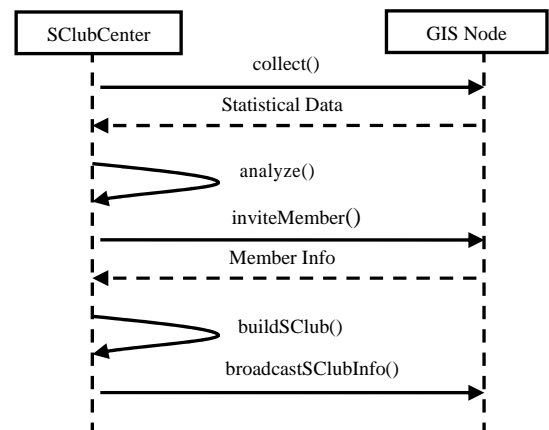 SClubCenter
GIS Node
collect()
Statistical Data
analyze()
inviteMember()
Member Info
buildSClub()
broadcastSClubInfo()